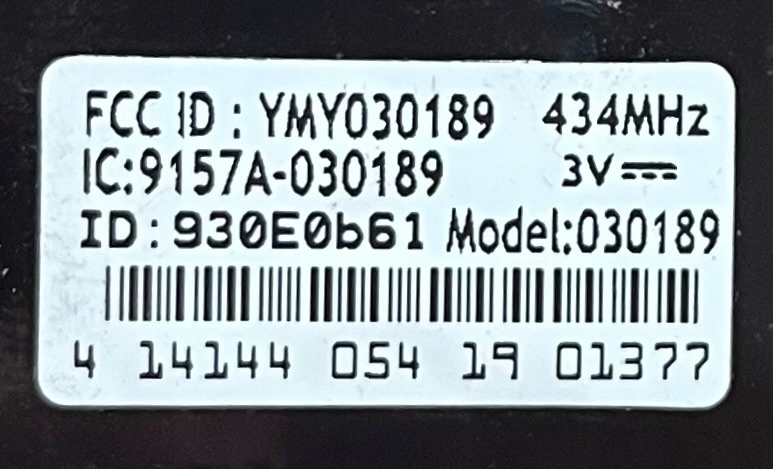 FCC ID : YMY030189 434MHz
IC:9157A-030189 3V
ID:930E0b61 Model:030189
4 14144 054 19 01377